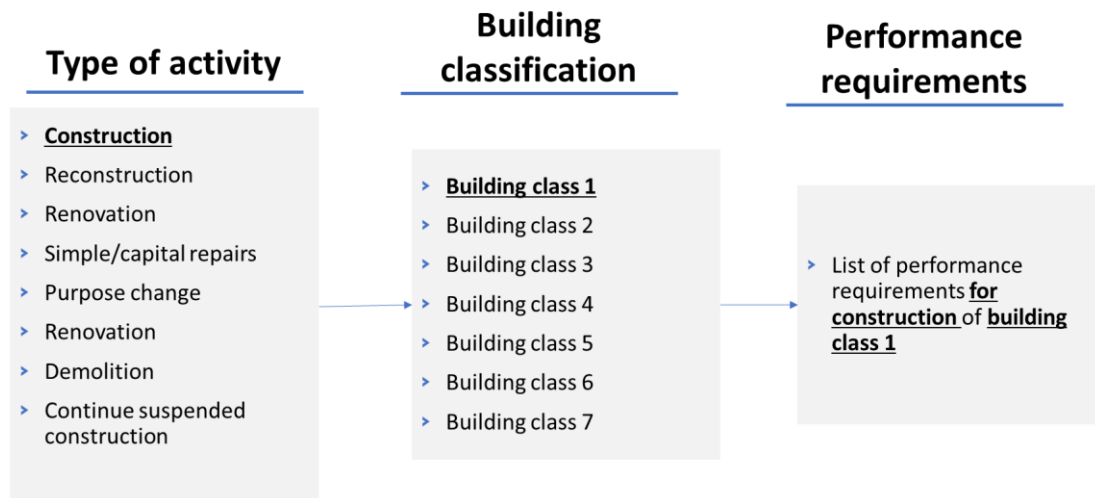 Type of activity
Construction
Reconstruction
Renovation
Simple/capital repairs
Purpose change
Renovation
Demolition
Continue suspended
construction
Building
classification
Building class 1
Building class 2
Building class 3
Building class 4
Building class 5
Building class 6
Building class 7
Performance
requirements
List of performance
requirements for
construction of building
class 1